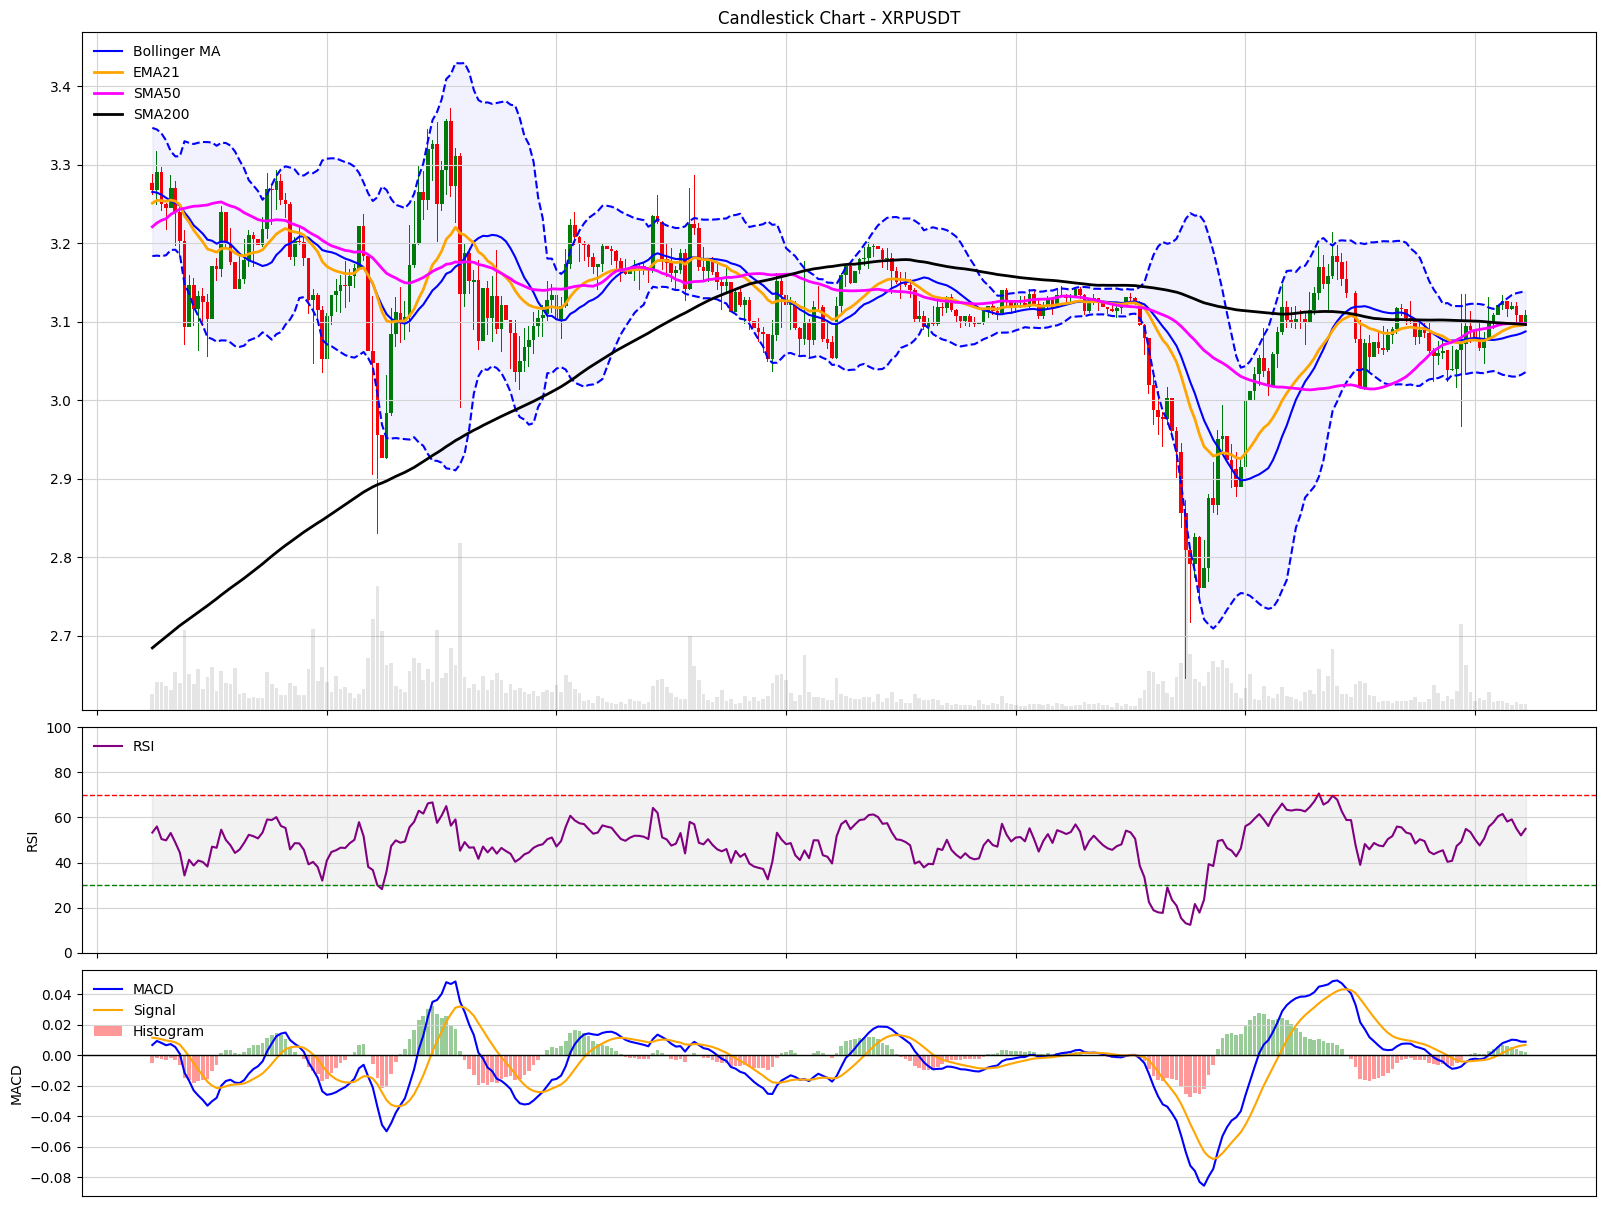 Candlestick Chart - XRPUSDT
Bollinger MA
EMA21
SMA50
SMA200
3.4
3.3
3.2
3.1
3.0
2.9
2.8
2.7
RSI
100
80
60
40
20
0
RSI
MACD
Signal
Histogram
0.04
0.02
0.00
−0.02
−0.04
−0.06
−0.08
MACD